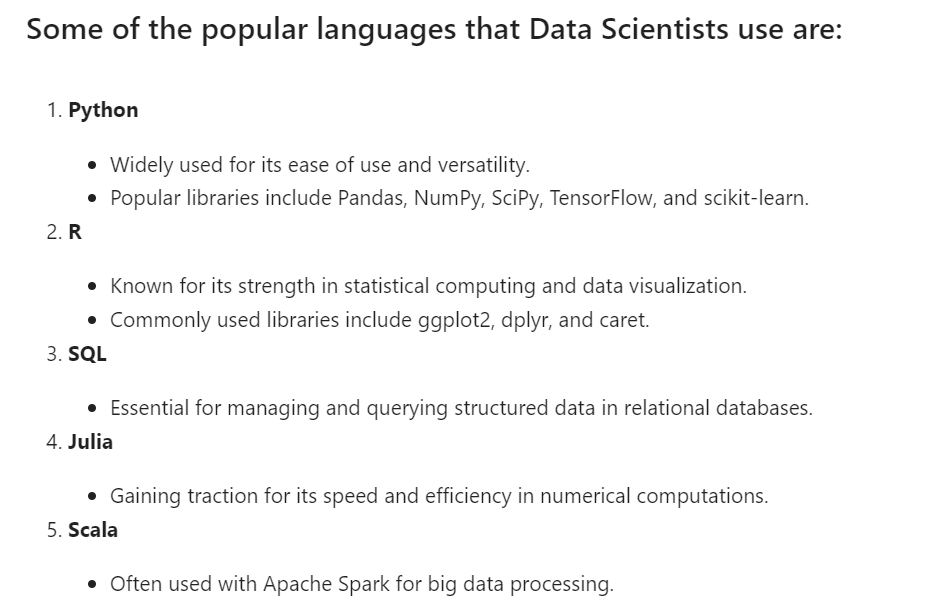 Some of the popular languages that Data Scientists use are:
1. Python
• Widely used for its ease of use and versatility.
• Popular libraries include Pandas, NumPy, SciPy, TensorFlow, and scikit-learn.
2. R
• Known for its strength in statistical computing and data visualization.
• Commonly used libraries include ggplot2, dplyr, and caret.
3. SQL
• Essential for managing and querying structured data in relational databases.
4. Julia
• Gaining traction for its speed and efficiency in numerical computations.
5. Scala
• Often used with Apache Spark for big data processing.